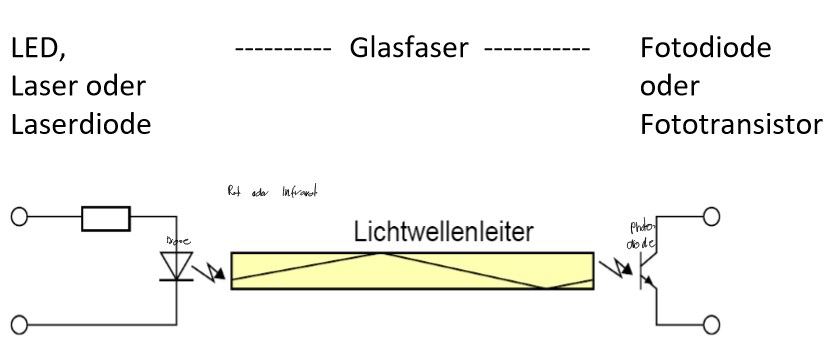 LED,
Laser oder
Laserdiode
---------- Glasfaser -----------
Fotodiode
oder
Fototransistor
Rot oder Infrarot
Lichtwellenleiter
Diode
Photo-
diode